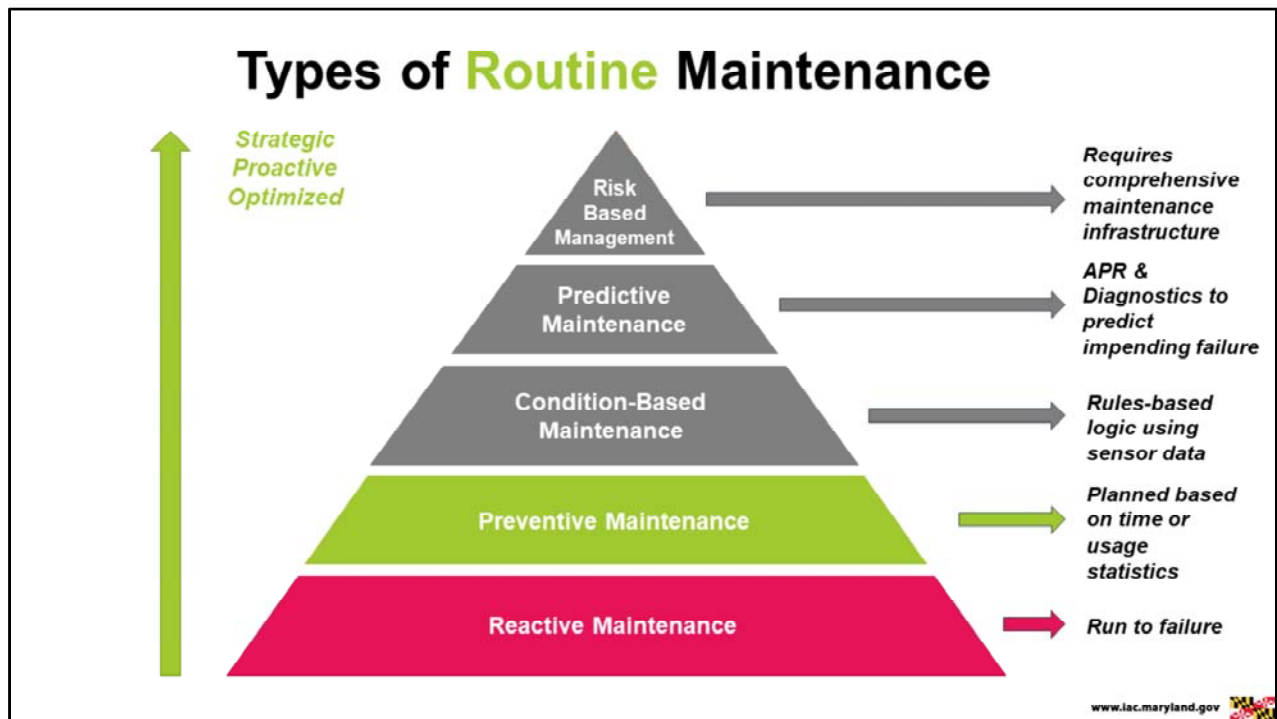 Types of Routine Maintenance
Strategic
Proactive
Optimized
Risk
Based
Management
Requires
comprehensive
maintenance
infrastructure
Predictive
Maintenance
APR &
Diagnostics to
predict
impending failure
Condition-Based
Maintenance
Rules-based
logic using
sensor data
Preventive Maintenance
Planned based
on time or
usage
statistics
Reactive Maintenance
Run to failure
www.iac.maryland.gov